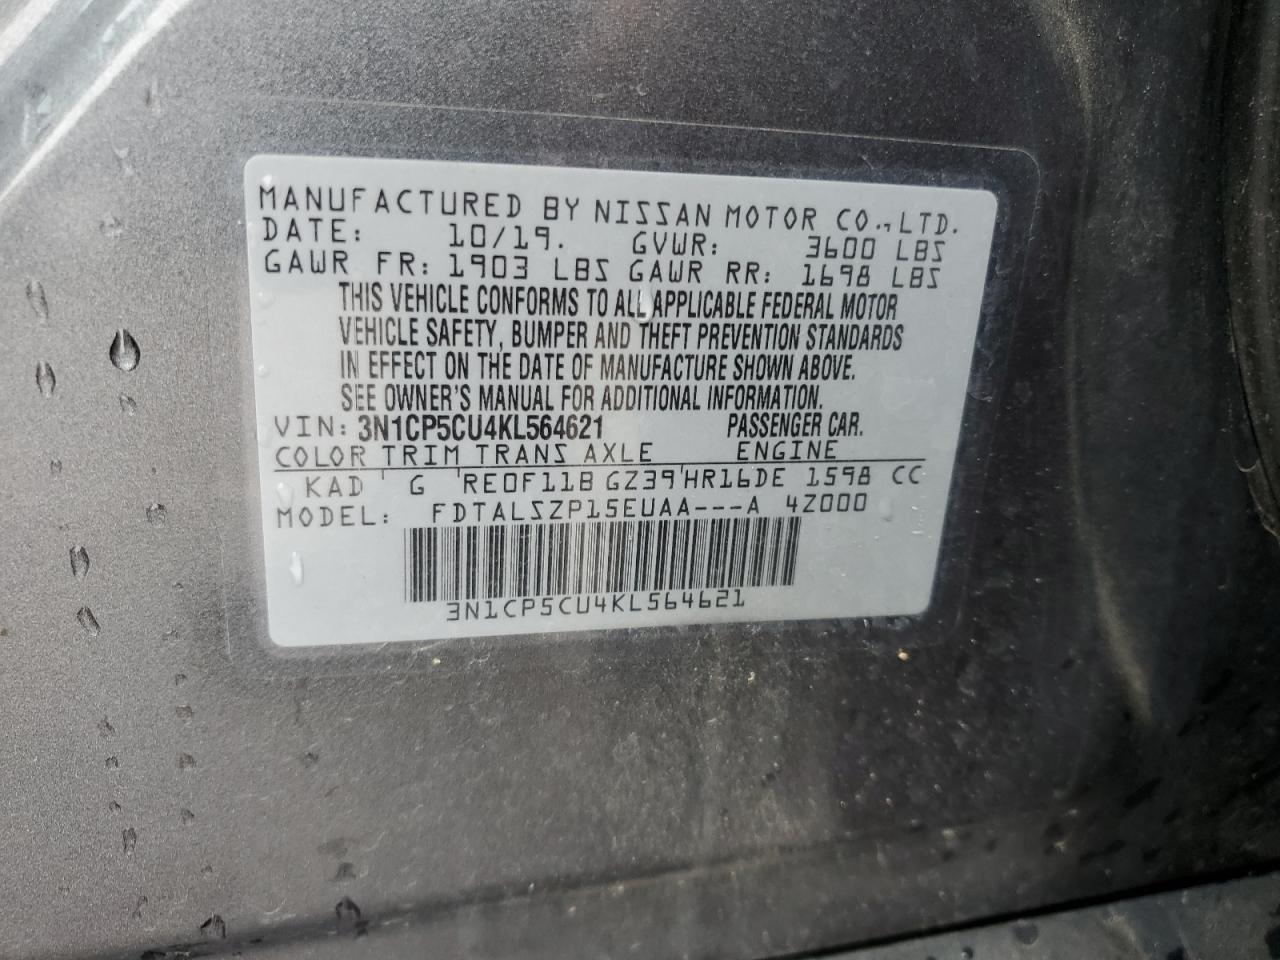 MANUFACTURED BY NISSAN MOTOR CO., LTD.
DATE: 10/19. GVWR: 3600 LBS
GAWR FR: 1903 LBS GAWR RR: 1698 LBS
THIS VEHICLE CONFORMS TO ALL APPLICABLE FEDERAL MOTOR
VEHICLE SAFETY, BUMPER AND THEFT PREVENTION STANDARDS
IN EFFECT ON THE DATE OF MANUFACTURE SHOWN ABOVE.
SEE OWNER'S MANUAL FOR ADDITIONAL INFORMATION.
VIN: 3N1CP5CU4KL564621 PASSENGER CAR.
COLOR TRIM TRANS AXLE ENGINE
KAD G RE0F11B GZ39 HR16DE 1598 CC
MODEL: FDTALSZP15EUAA---A 4Z000
3N1CP5CU4KL564621